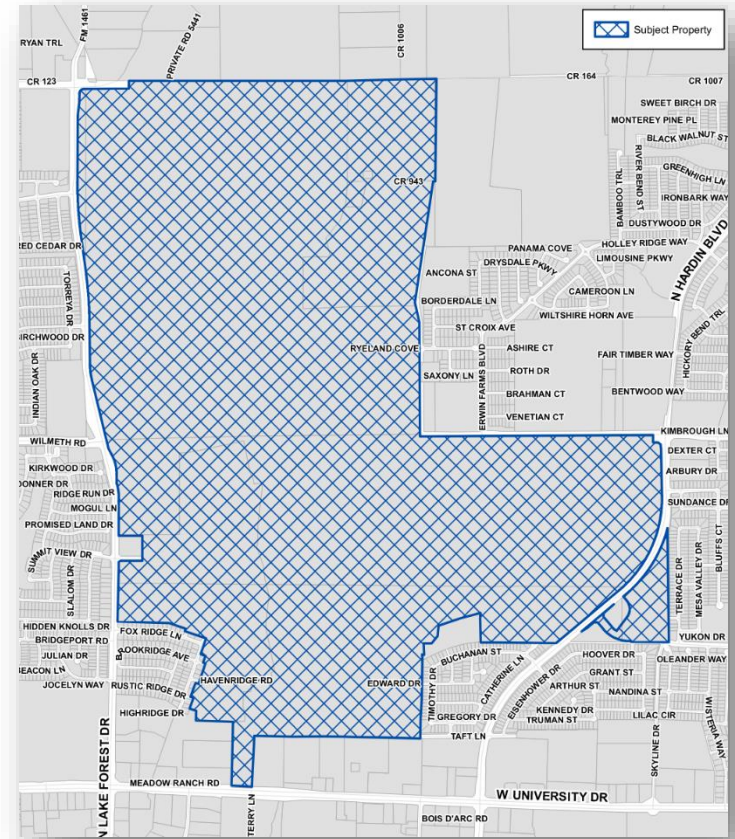 Subject Property
RYAN TRL
FM 1461
PRIVATE RD 5441
CR 1006
CR 123
CR 164
CR 1007
SWEET BIRCH DR
MONTEREY PINE PL
BLACK WALNUT ST
RIVER BEND ST
BAMBOO TRL
GREENHIGH LN
IRONBARK WAY
CR 943
DUSTYWOOD DR
HOLLEY RIDGE WAY
LIMOUSINE PKWY
PANAMA COVE
DRYSDALE PKWY
N HARDIN BLVD
RED CEDAR DR
TORREYA DR
ANCONA ST
CAMEROON LN
BORDERDALE LN
WILTSHIRE HORN AVE
ST CROIX AVE
HICKORY BEND TRL
BIRCHWOOD DR
RYELAND COVE
ASHIRE CT
FAIR TIMBER WAY
INDIAN OAK DR
SAXONY LN
ROTH DR
ERWIN FARMS BLVD
BRAHMAN CT
BENTWOOD WAY
VENETIAN CT
WILMETH RD
KIMBROUGH LN
DEXTER CT
KIRKWOOD DR
ARBURY DR
DONNER DR
RIDGE RUN DR
SUNDANCE DR
MOGUL LN
PROMISED LAND DR
SUMMIT VIEW DR
SLALOM DR
TERRACE DR
MESA VALLEY DR
BLUFFS CT
HIDDEN KNOLLS DR
FOX RIDGE LN
YUKON DR
BRIDGEPORT RD
BROOKRIDGE AVE
BUCHANAN ST
HOOVER DR
OLEANDER WAY
JULIAN DR
BEACON LN
HAVENRIDGE RD
EDWARD DR
TIMOTHY DR
CATHERINE LN
EISENHOWER DR
GRANT ST
JOCELYN WAY
RUSTIC RIDGE DR
ARTHUR ST
NANDINA ST
HIGHRIDGE DR
GREGORY DR
KENNEDY DR
TRUMAN ST
LILAC CIR
WISTERIA WAY
TAFT LN
SKYLINE DR
N LAKE FOREST DR
MEADOW RANCH RD
TERRY LN
W UNIVERSITY DR
BOIS D'ARC RD